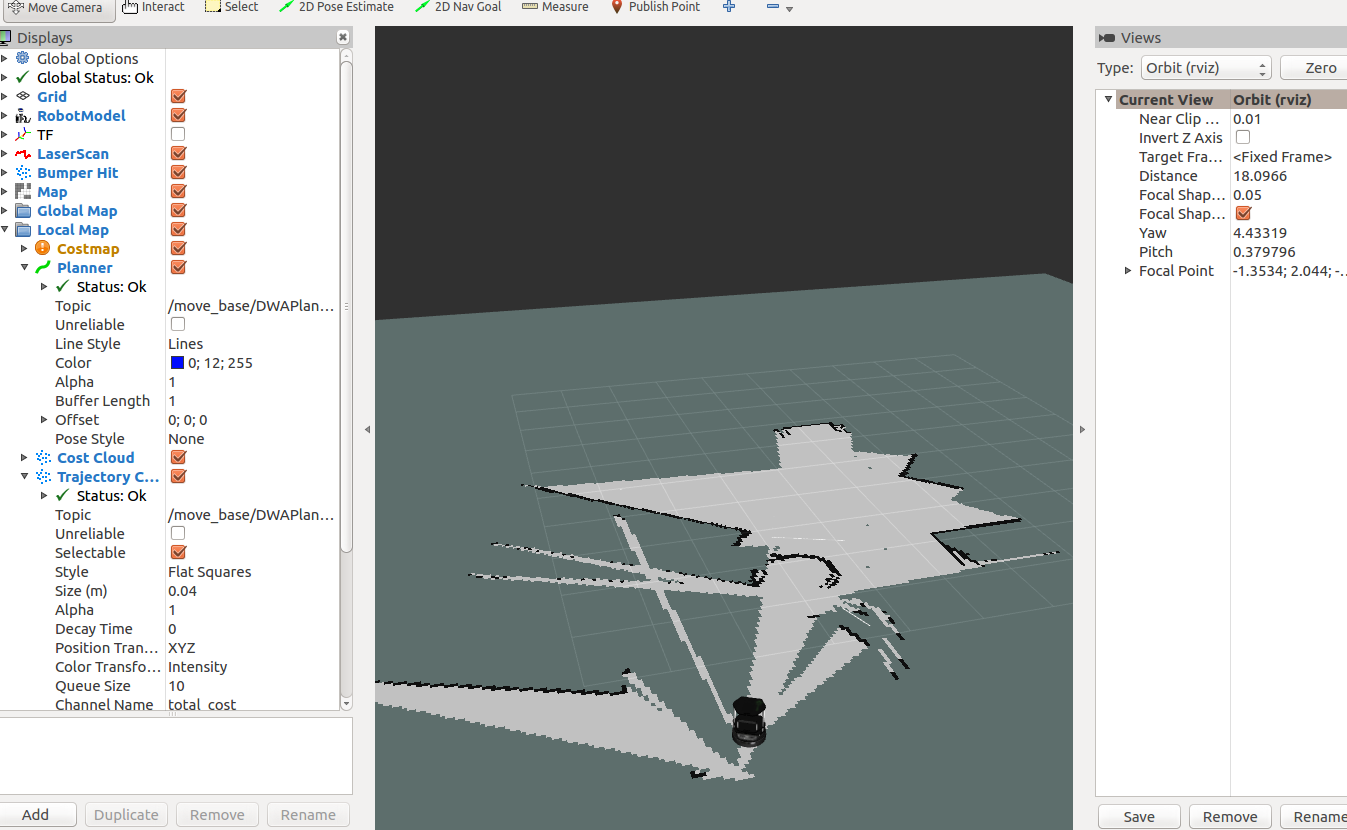 Move Camera Interact Select 2D Pose Estimate 2D Nav Goal Measure Publish Point
Displays
Global Options
Global Status: Ok
Grid
RobotModel
TF
LaserScan
Bumper Hit
Map
Global Map
Local Map
Costmap
Planner
Status: Ok
Topic /move_base/DWAPlan...
Unreliable
Line Style Lines
Color 0; 12; 255
Alpha 1
Buffer Length 1
Offset 0; 0; 0
Pose Style None
Cost Cloud
Trajectory C...
Status: Ok
Topic /move_base/DWAPlan...
Unreliable
Selectable
Style Flat Squares
Size (m) 0.04
Alpha 1
Decay Time 0
Position Tran... XYZ
Color Transfo... Intensity
Queue Size 10
Channel Name total_cost
Add Duplicate Remove Rename
Views
Type: Orbit (rviz) Zero
Current View Orbit (rviz)
Near Clip ... 0.01
Invert Z Axis
Target Fra... <Fixed Frame>
Distance 18.0966
Focal Shap... 0.05
Focal Shap...
Yaw 4.43319
Pitch 0.379796
Focal Point -1.3534; 2.044; -...
Save Remove Rename